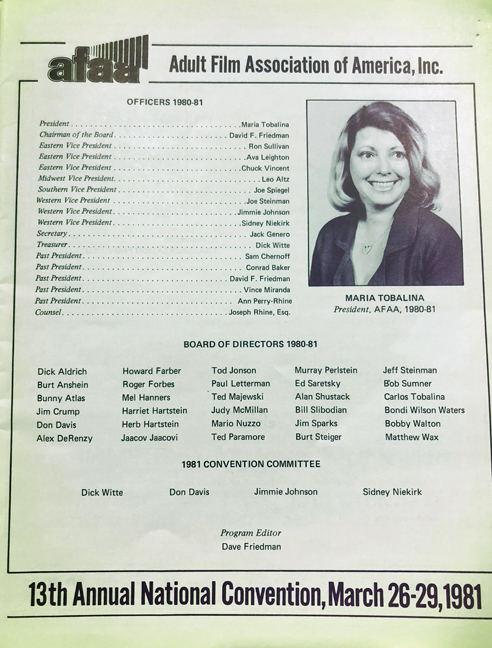 afaa
Adult Film Association of America, Inc.
OFFICERS 1980-81
President . . . . . . . . . . Maria Tobalina
Chairman of the Board . . . . . . . . . . David F. Friedman
Eastern Vice President . . . . . . . . . . Ron Sullivan
Eastern Vice President . . . . . . . . . . Ava Leighton
Eastern Vice President . . . . . . . . . . Chuck Vincent
Midwest Vice President . . . . . . . . . . Leo Altz
Southern Vice President . . . . . . . . . . Joe Spiegel
Western Vice President . . . . . . . . . . Joe Steinman
Western Vice President . . . . . . . . . . Jimmie Johnson
Western Vice President . . . . . . . . . . Sidney Niekirk
Secretary . . . . . . . . . . Jack Genero
Treasurer . . . . . . . . . . Dick Witte
Past President . . . . . . . . . . Sam Chernoff
Past President . . . . . . . . . . Conrad Baker
Past President . . . . . . . . . . David F. Friedman
Past President . . . . . . . . . . Vince Miranda
Past President . . . . . . . . . . Ann Perry-Rhine
Counsel . . . . . . . . . . Joseph Rhine, Esq.
MARIA TOBALINA
President, AFAA, 1980-81
BOARD OF DIRECTORS 1980-81
Dick Aldrich Howard Farber Tod Jonson Murray Perlstein Jeff Steinman
Burt Anshein Roger Forbes Paul Letterman Ed Saretsky Bob Sumner
Bunny Atlas Mel Hanners Ted Majewski Alan Shustack Carlos Tobalina
Jim Crump Harriet Hartstein Judy McMillan Bill Slibodian Bondi Wilson Waters
Don Davis Herb Hartstein Mario Nuzzo Jim Sparks Bobby Walton
Alex DeRenzy Jaacov Jaacovi Ted Paramore Burt Steiger Matthew Wax
1981 CONVENTION COMMITTEE
Dick Witte Don Davis Jimmie Johnson Sidney Niekirk
Program Editor
Dave Friedman
13th Annual National Convention, March 26-29, 1981